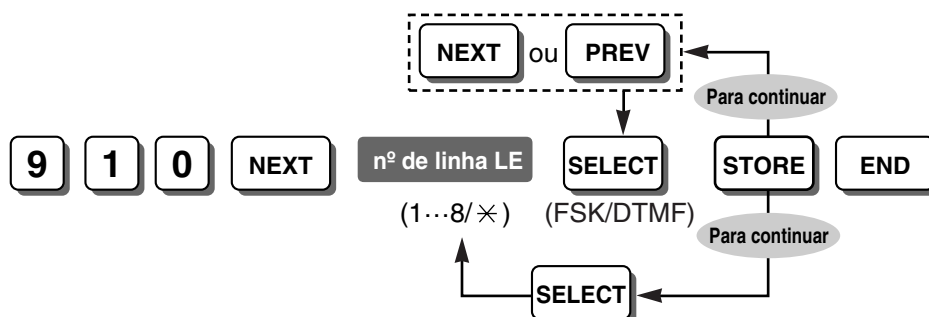 NEXT ou PREV
Para continuar
9 1 0 NEXT nº de linha LE SELECT STORE END
(1···8/✳) (FSK/DTMF)
Para continuar
SELECT